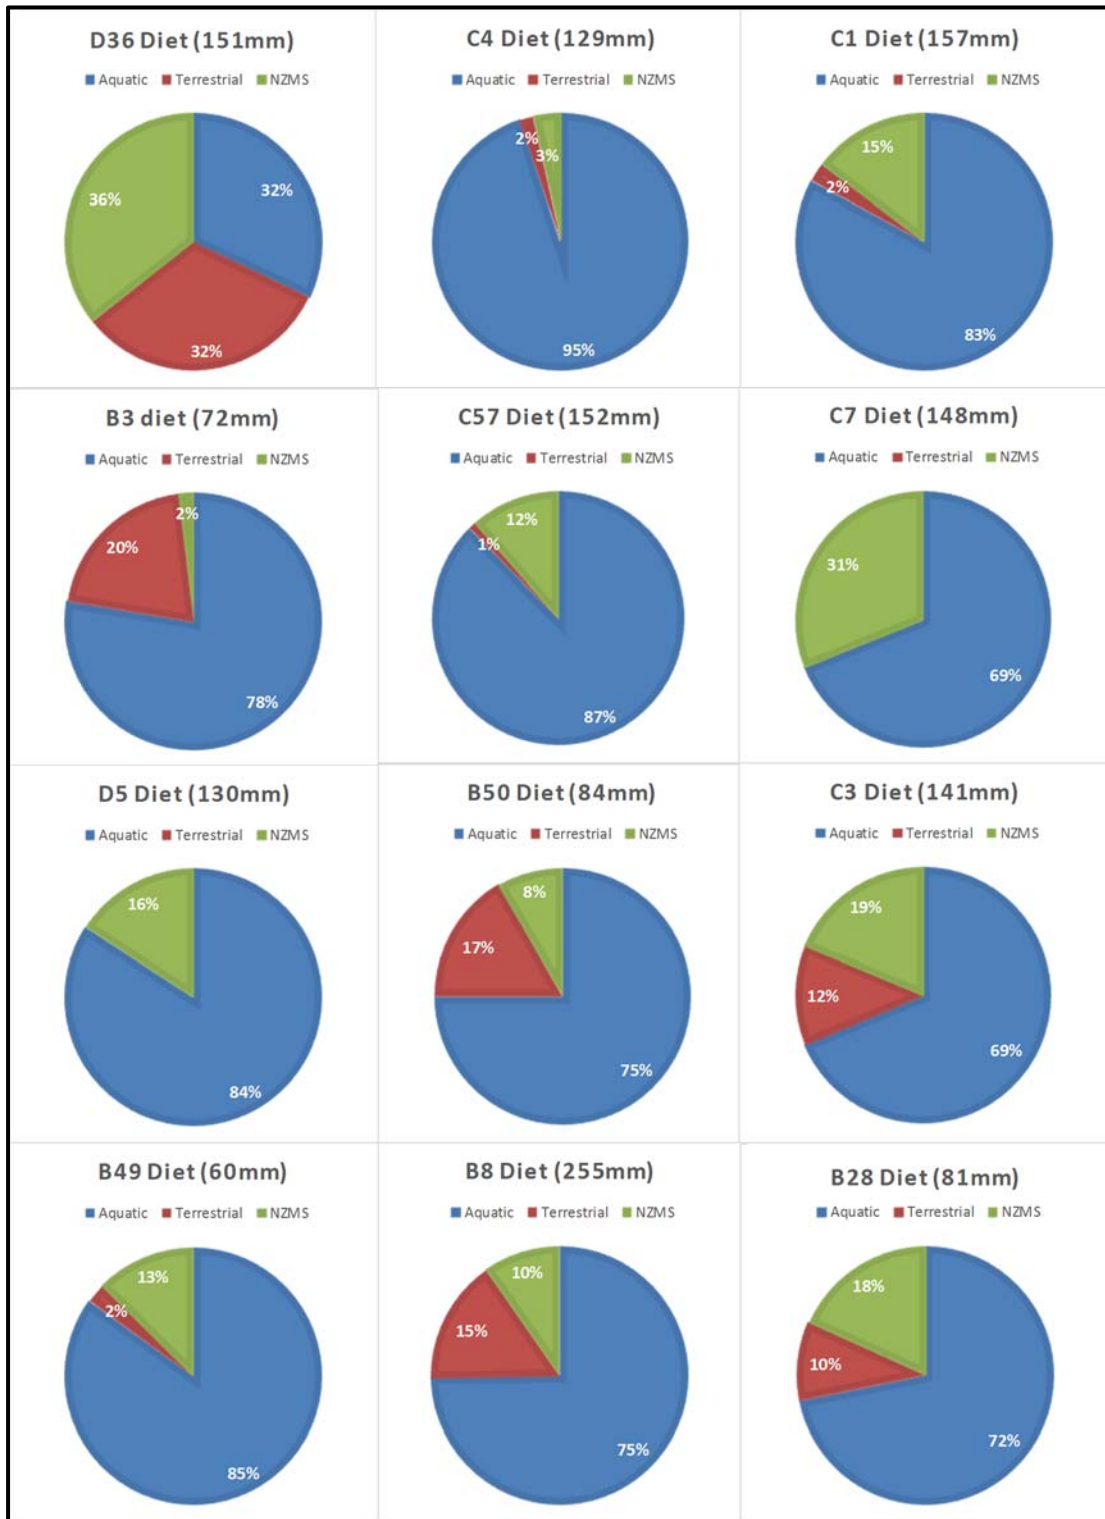 D36 Diet (151mm)
Aquatic Terrestrial NZMS
36%
32%
32%
C4 Diet (129mm)
Aquatic Terrestrial NZMS
2%
3%
95%
C1 Diet (157mm)
Aquatic Terrestrial NZMS
15%
2%
83%
B3 diet (72mm)
Aquatic Terrestrial NZMS
2%
20%
78%
C57 Diet (152mm)
Aquatic Terrestrial NZMS
12%
1%
87%
C7 Diet (148mm)
Aquatic Terrestrial NZMS
31%
69%
D5 Diet (130mm)
Aquatic Terrestrial NZMS
16%
84%
B50 Diet (84mm)
Aquatic Terrestrial NZMS
8%
17%
75%
C3 Diet (141mm)
Aquatic Terrestrial NZMS
19%
12%
69%
B49 Diet (60mm)
Aquatic Terrestrial NZMS
13%
2%
85%
B8 Diet (255mm)
Aquatic Terrestrial NZMS
10%
15%
75%
B28 Diet (81mm)
Aquatic Terrestrial NZMS
18%
10%
72%